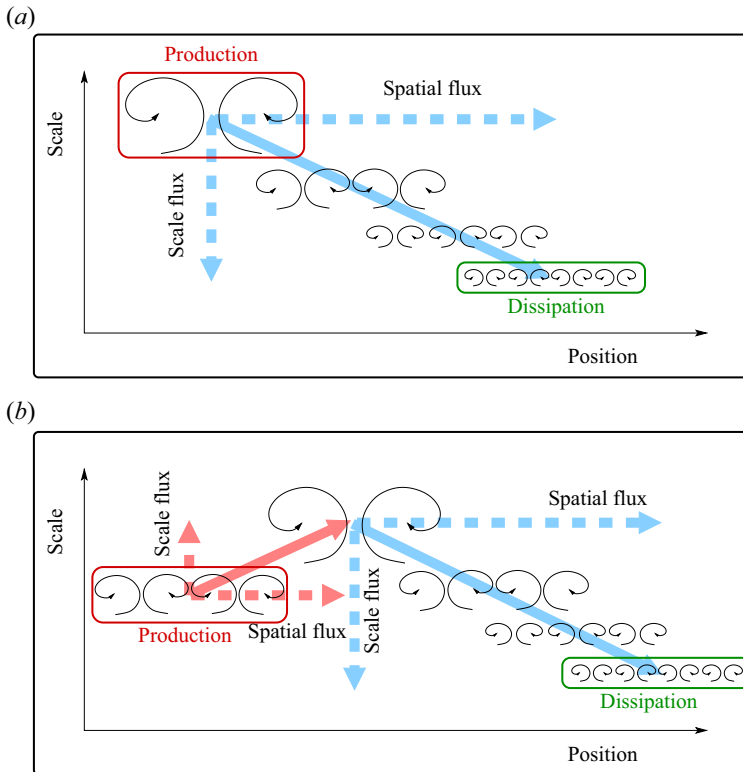 (a)
Production
Spatial flux
Scale
Scale flux
Dissipation
Position
(b)
Scale flux
Spatial flux
Scale
Production
Spatial flux
Scale flux
Dissipation
Position